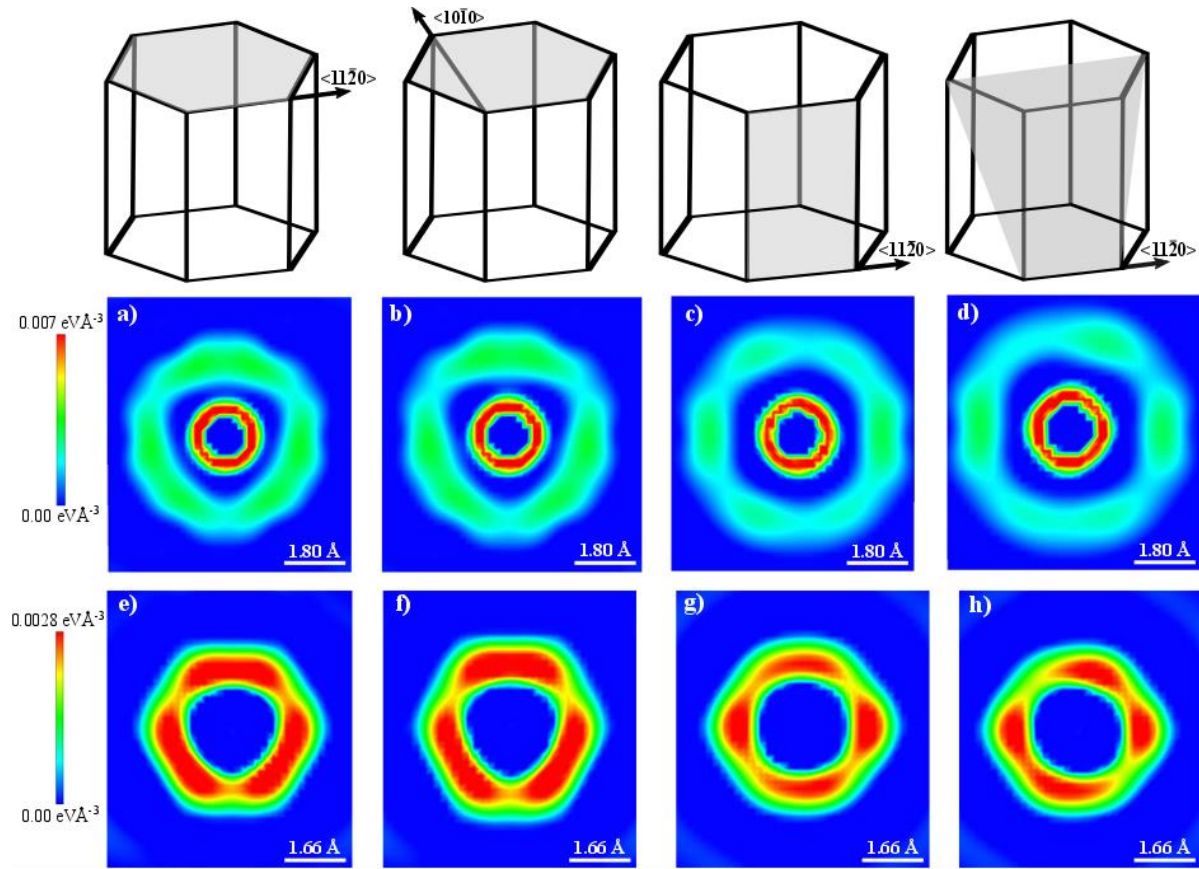 <101̅0>
<112̅0>
<112̅0>
<112̅0>
0.007 eVÅ⁻³
a)
b)
c)
d)
0.00 eVÅ⁻³
1.80 Å
1.80 Å
1.80 Å
1.80 Å
0.0028 eVÅ⁻³
e)
f)
g)
h)
0.00 eVÅ⁻³
1.66 Å
1.66 Å
1.66 Å
1.66 Å